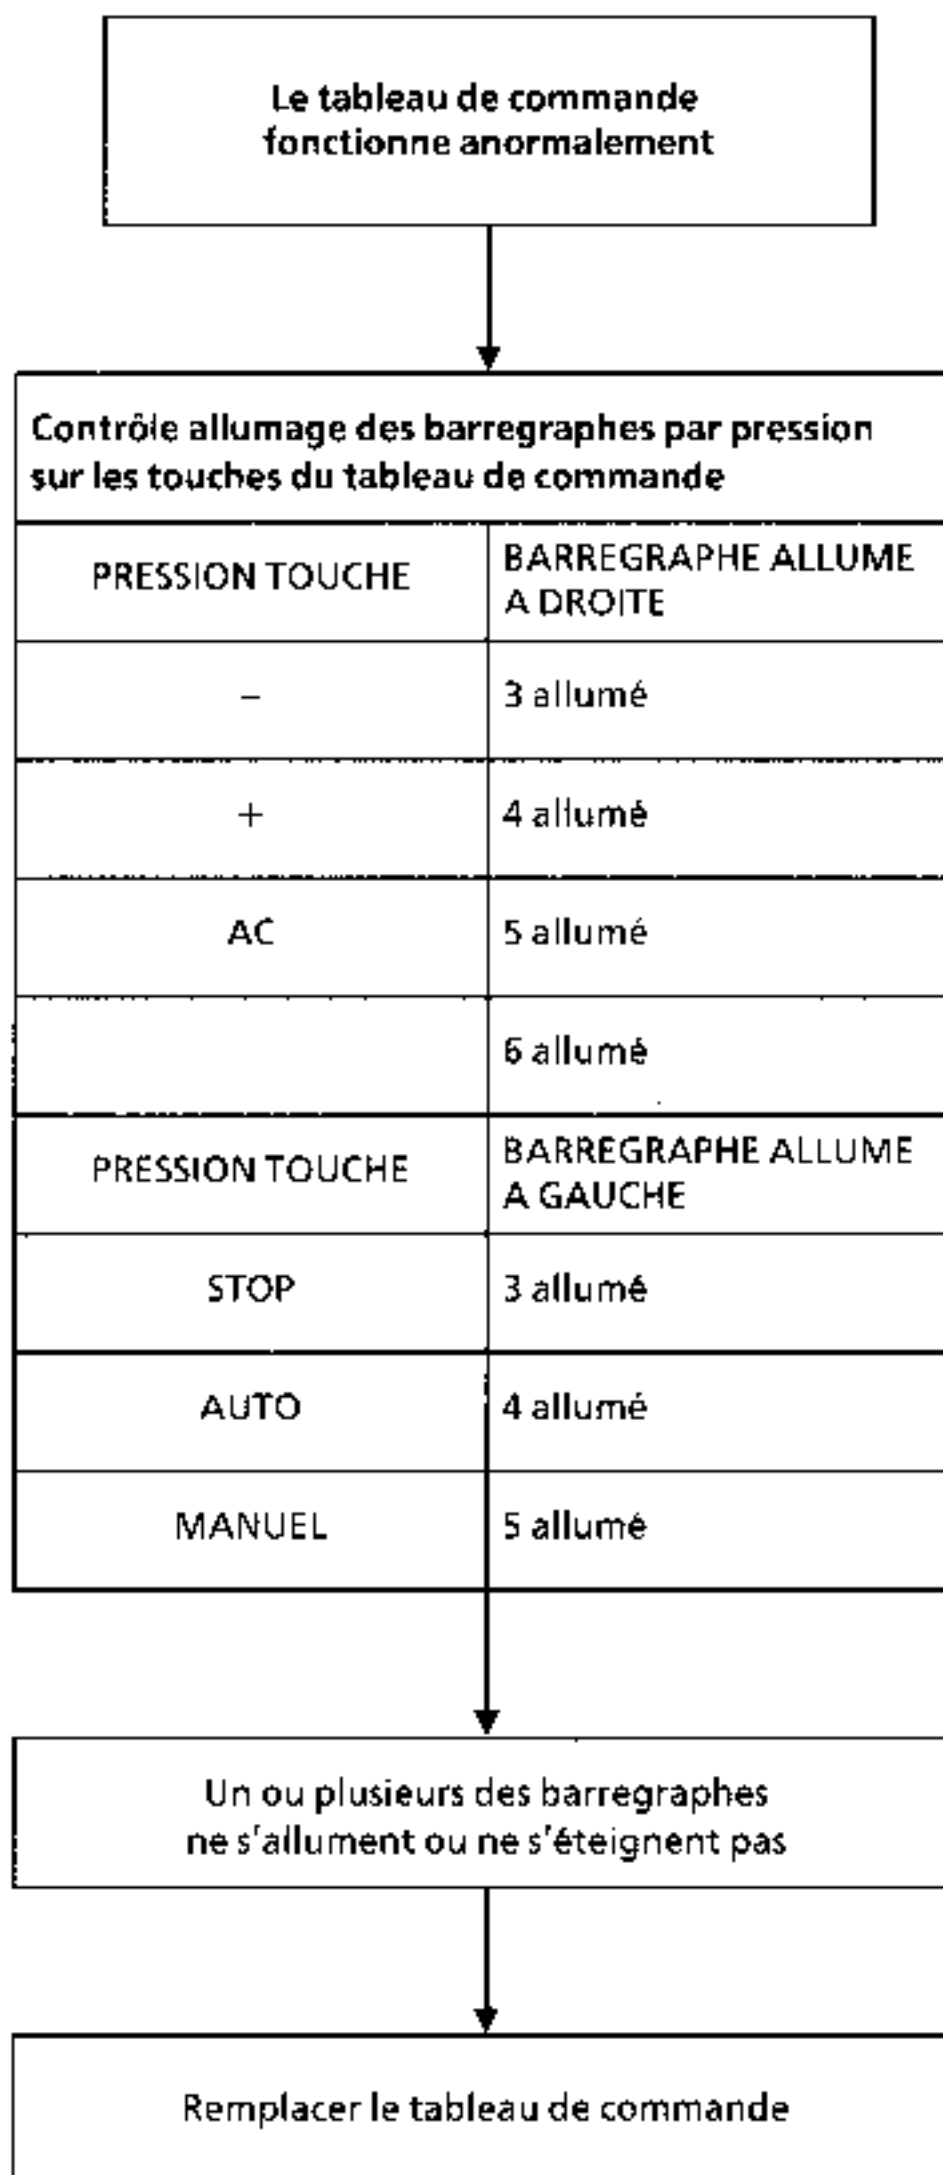 Le tableau de commande
fonctionne anormalement
Contrôle allumage des barregraphes par pression
sur les touches du tableau de commande
PRESSION TOUCHE
BARREGRAPHE ALLUME
A DROITE
–
3 allumé
+
4 allumé
AC
5 allumé
6 allumé
PRESSION TOUCHE
BARREGRAPHE ALLUME
A GAUCHE
STOP
3 allumé
AUTO
4 allumé
MANUEL
5 allumé
Un ou plusieurs des barregraphes
ne s'allument ou ne s'éteignent pas
Remplacer le tableau de commande